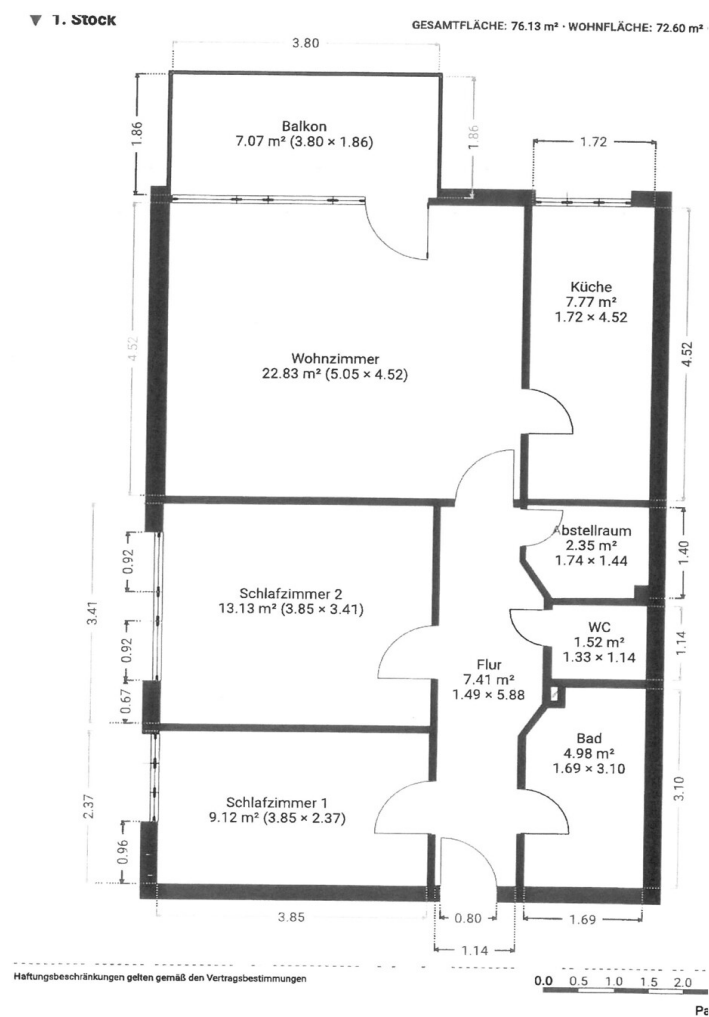 ▼ 1. Stock
GESAMTFLÄCHE: 76.13 m² · WOHNFLÄCHE: 72.60 m² ·
3.80
1.86
Balkon
7.07 m² (3.80 × 1.86)
1.86
1.72
4.52
Wohnzimmer
22.83 m² (5.05 × 4.52)
Küche
7.77 m²
1.72 × 4.52
4.52
Abstellraum
2.35 m²
1.74 × 1.44
1.40
0.92
3.41
0.92
0.67
Schlafzimmer 2
13.13 m² (3.85 × 3.41)
WC
1.52 m²
1.33 × 1.14
1.14
Flur
7.41 m²
1.49 × 5.88
Bad
4.98 m²
1.69 × 3.10
3.10
2.37
0.96
Schlafzimmer 1
9.12 m² (3.85 × 2.37)
3.85
0.80
1.69
1.14
Haftungsbeschränkungen gelten gemäß den Vertragsbestimmungen
0.0 0.5 1.0 1.5 2.0
Pa